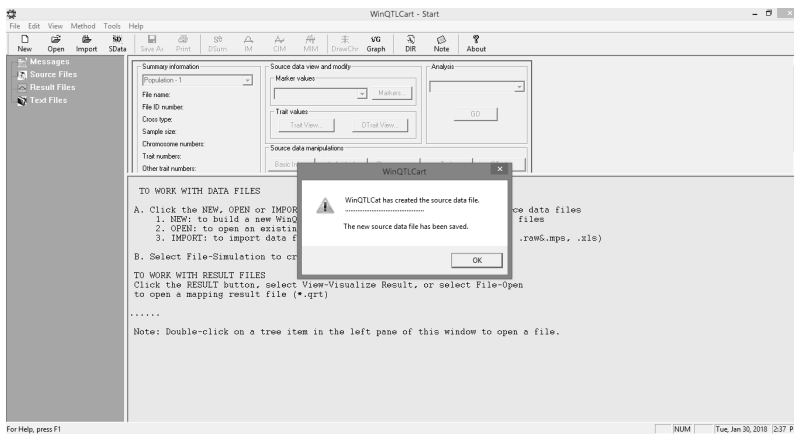 WinQTLCart - Start
File Edit View Method Tools Help
New Open Import SData Save As Print DSum IM CIM MIM DrawChr Graph DIR Note About
Messages
Source Files
Result Files
Text Files
Summary information
Population - 1
File name:
File ID number:
Cross type:
Sample size:
Chromosome numbers:
Trait numbers:
Other trait numbers:
Source data view and modify
Marker values
Markers...
Trait values
Trait View...
OTrait View...
Source data manipulations
Analysis
GO
WinQTLCart
WinQTLCat has created the source data file.
The new source data file has been saved.
OK
TO WORK WITH DATA FILES
A. Click the NEW, OPEN or IMPOR ce data files
1. NEW: to build a new WinQ files
2. OPEN: to open an existin
3. IMPORT: to import data f .raw&.mps, .xls)
B. Select File-Simulation to cr
TO WORK WITH RESULT FILES
Click the RESULT button, select View-Visualize Result, or select File-Open
to open a mapping result file (*.qrt)
......
Note: Double-click on a tree item in the left pane of this window to open a file.
For Help, press F1
NUM Tue, Jan 30, 2018 2:37 P